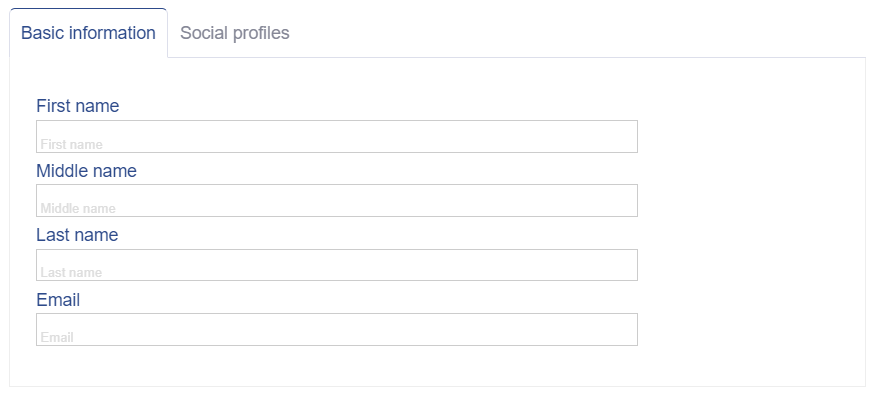 Basic information Social profiles
First name
First name
Middle name
Middle name
Last name
Last name
Email
Email